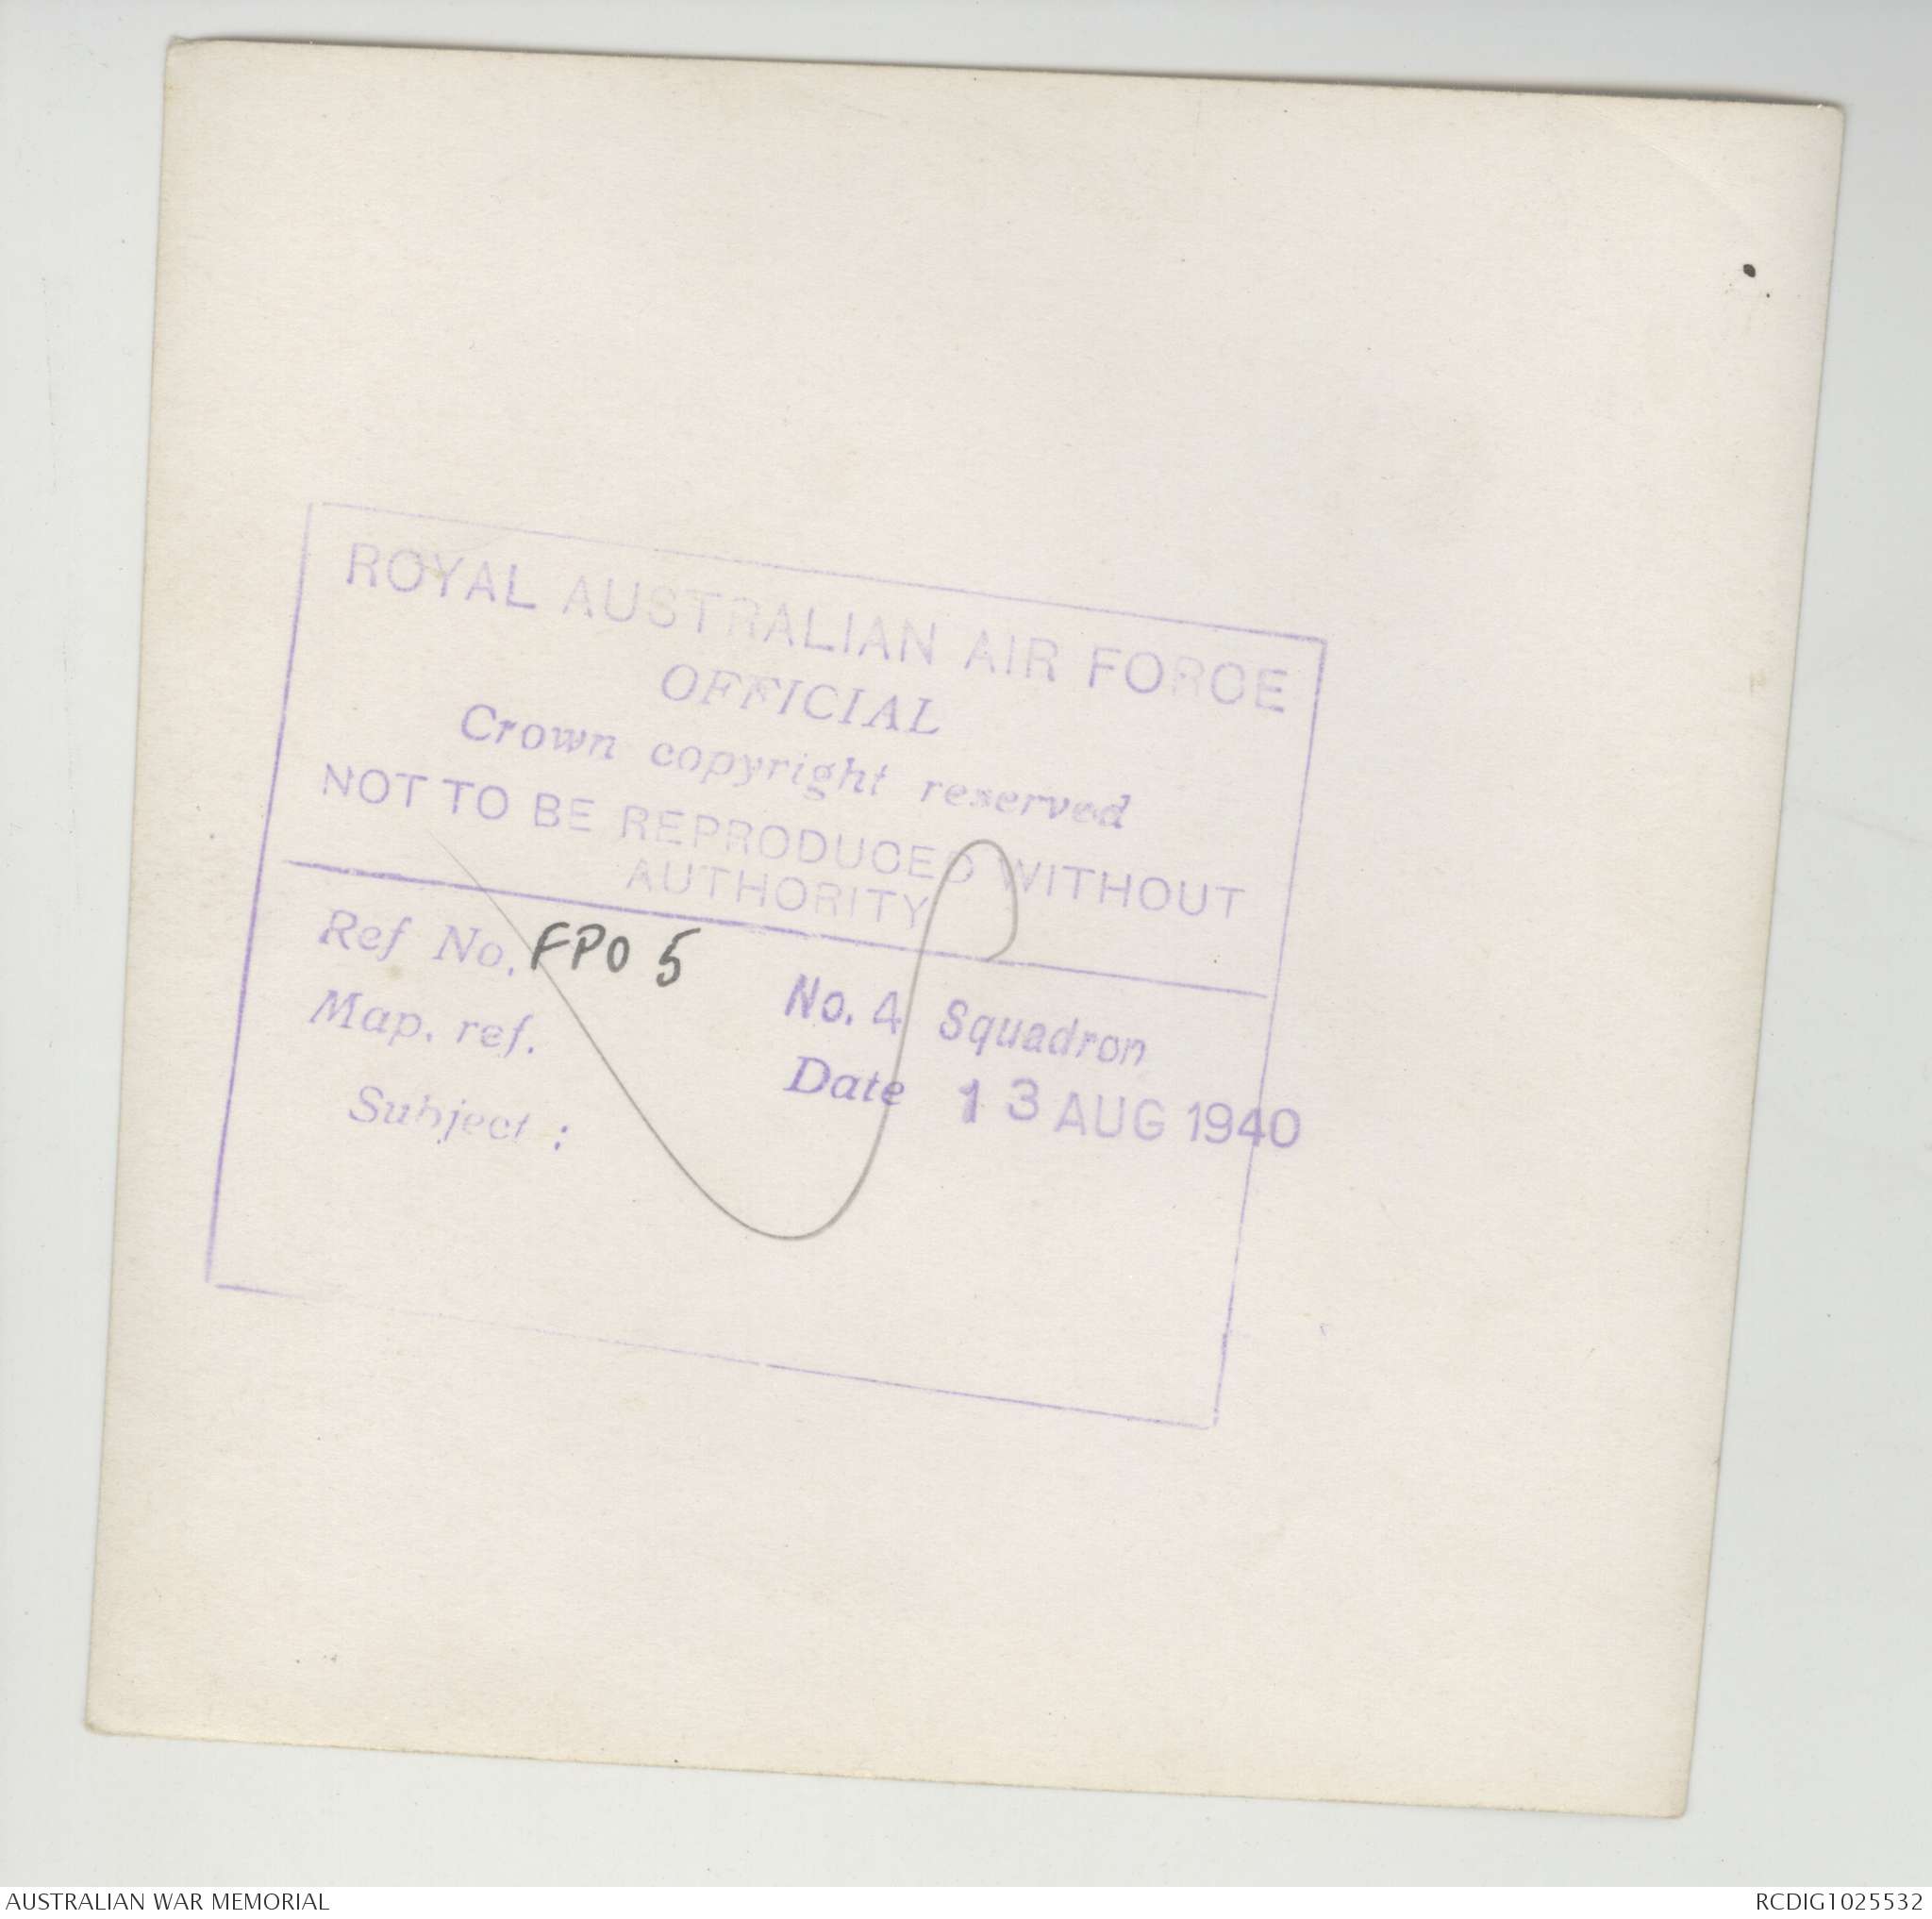 ROYAL AUSTRALIAN AIR FORCE
OFFICIAL
Crown copyright reserved
NOT TO BE REPRODUCED WITHOUT
AUTHORITY
Ref No. FPO 5
No. 4 Squadron
Map. ref.
Date 13 AUG 1940
Subject :
AUSTRALIAN WAR MEMORIAL
RCDIG1025532